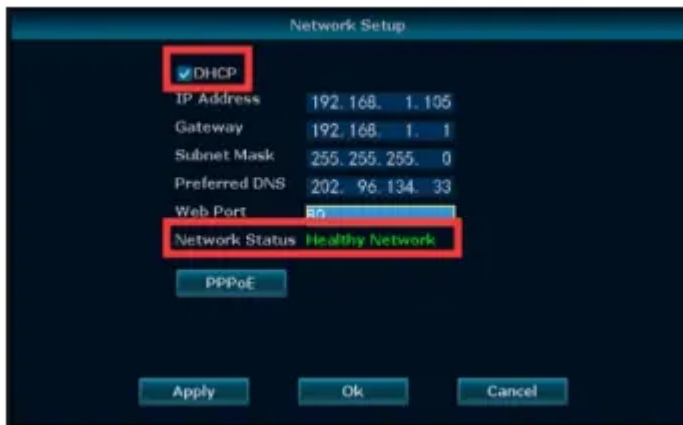 Network Setup
DHCP
IP Address 192.168. 1.105
Gateway 192.168. 1. 1
Subnet Mask 255.255.255. 0
Preferred DNS 202. 96.134. 33
Web Port 80
Network Status Healthy Network
PPPoE
Apply Ok Cancel